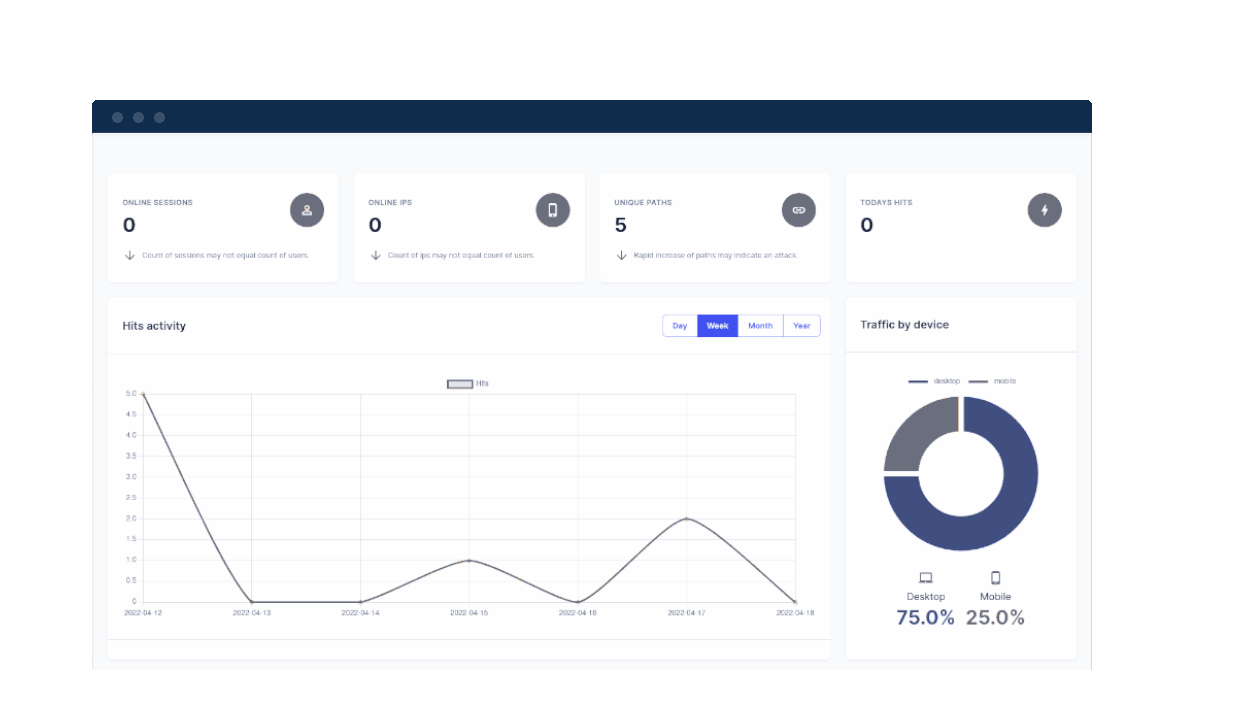 ONLINE SESSIONS
0
Count of sessions may not equal count of users.
ONLINE IPS
0
Count of ips may not equal count of users.
UNIQUE PATHS
5
Rapid increase of paths may indicate an attack.
TODAYS HITS
0
Hits activity
Day Week Month Year
Hits
5.0
4.5
4.0
3.5
3.0
2.5
2.0
1.5
1.0
0.5
0
2022-04-12 2022-04-13 2022-04-14 2022-04-15 2022-04-16 2022-04-17 2022-04-18
Traffic by device
desktop mobile
Desktop Mobile
75.0% 25.0%